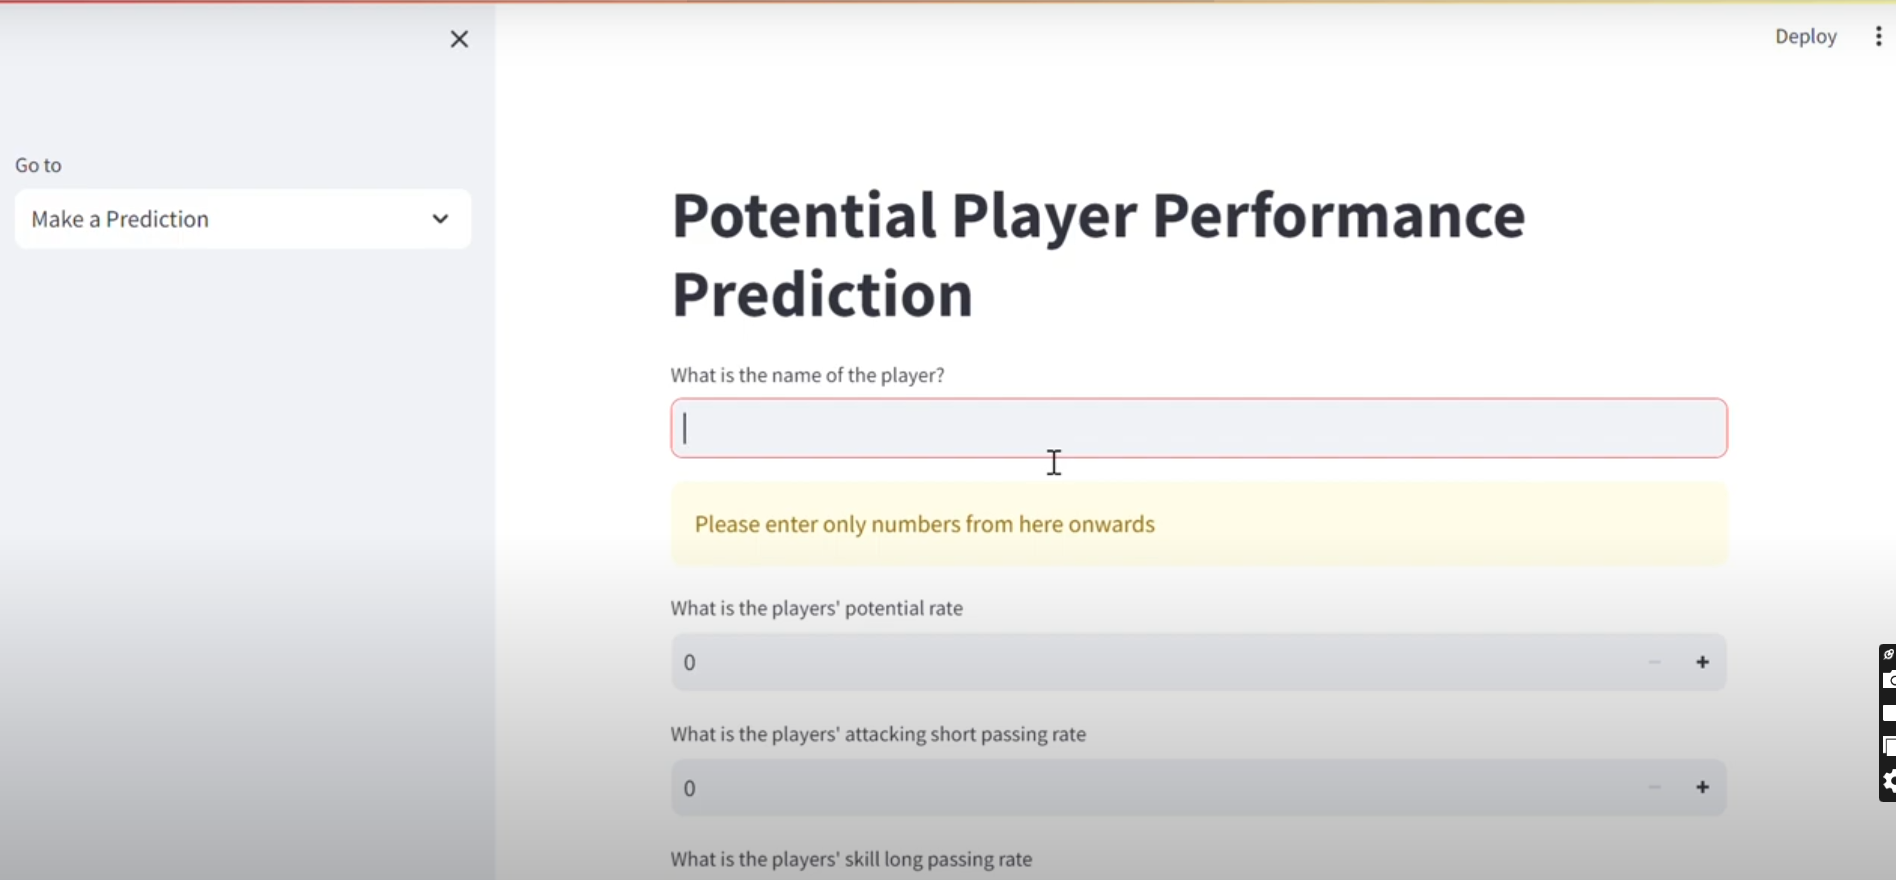 Deploy
Go to
Make a Prediction
Potential Player Performance
Prediction
What is the name of the player?
Please enter only numbers from here onwards
What is the players' potential rate
0
What is the players' attacking short passing rate
0
What is the players' skill long passing rate